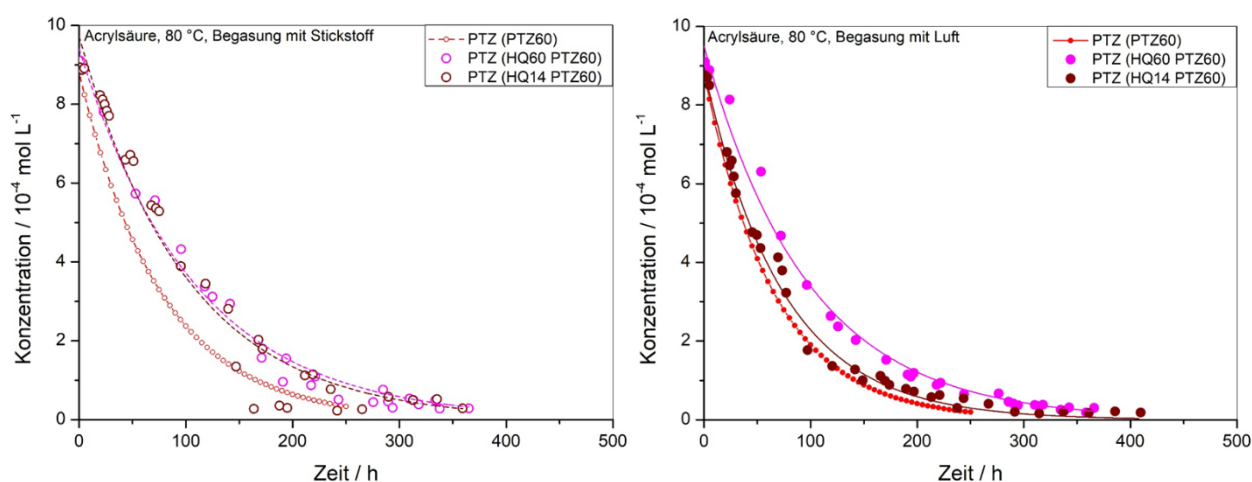 Acrylsäure, 80 °C, Begasung mit Stickstoff
PTZ (PTZ60)
PTZ (HQ60 PTZ60)
PTZ (HQ14 PTZ60)
Konzentration / 10⁻⁴ mol L⁻¹
10
8
6
4
2
0
0 100 200 300 400 500
Zeit / h
Acrylsäure, 80 °C, Begasung mit Luft
PTZ (PTZ60)
PTZ (HQ60 PTZ60)
PTZ (HQ14 PTZ60)
Konzentration / 10⁻⁴ mol L⁻¹
10
8
6
4
2
0
0 100 200 300 400 500
Zeit / h